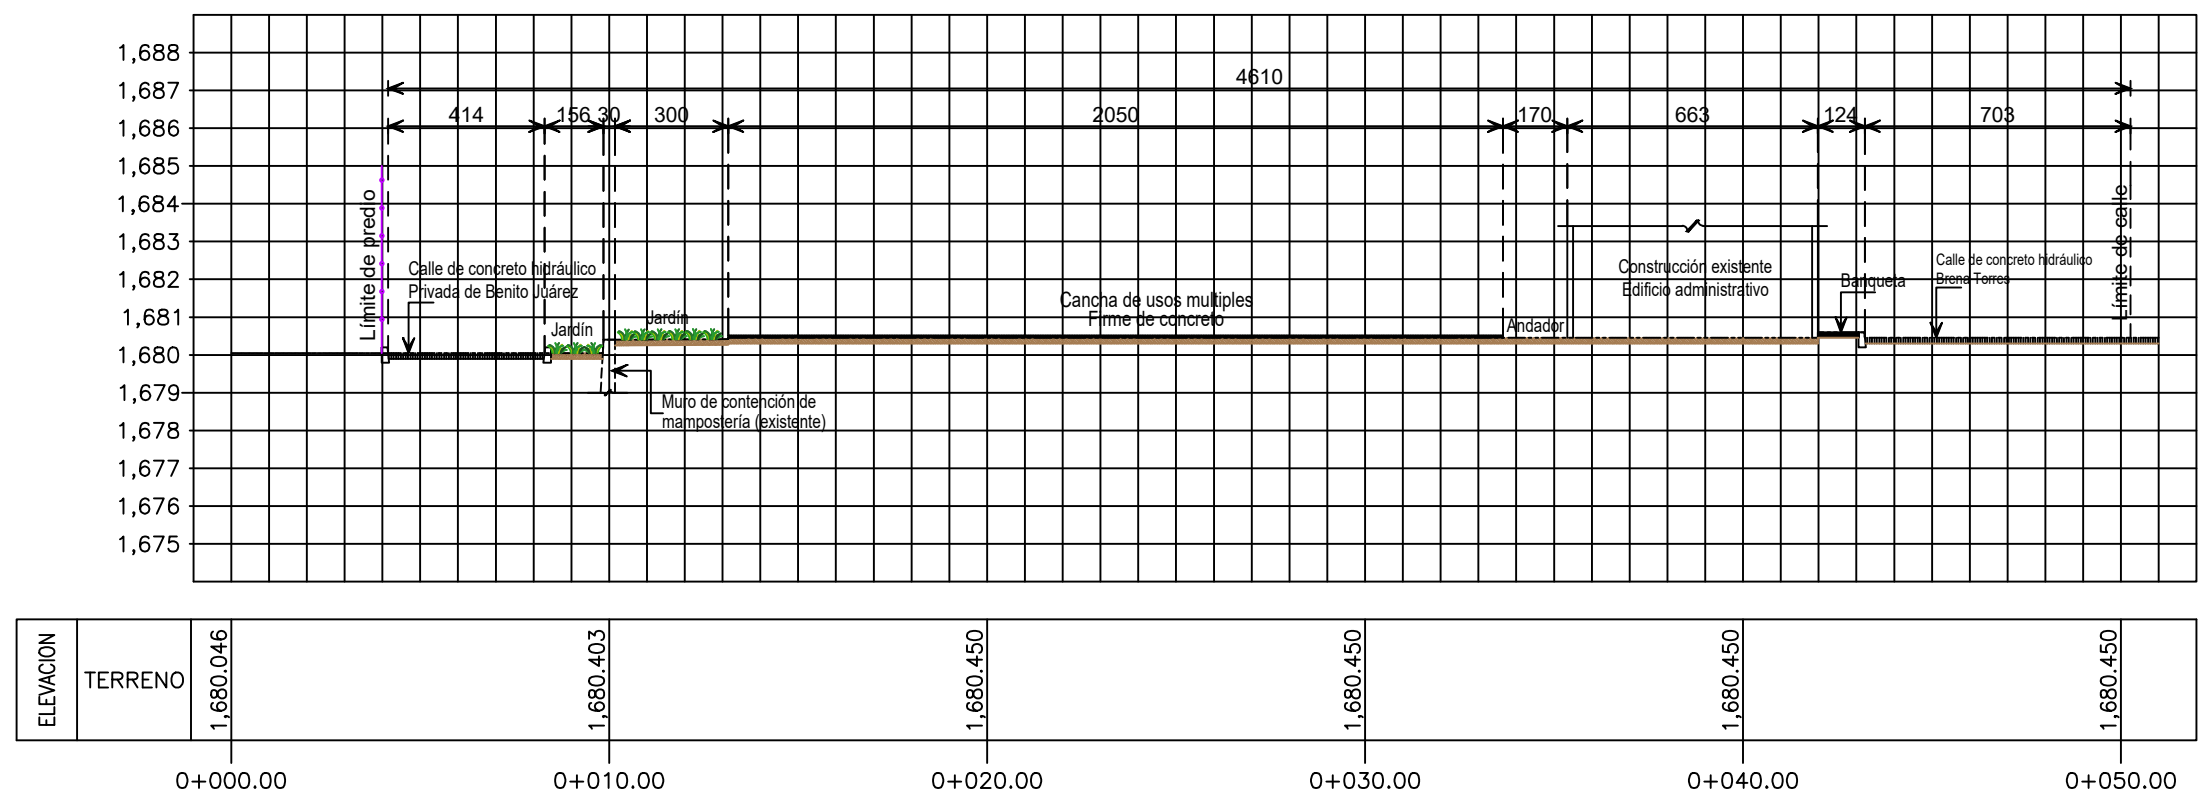 1,688
1,687
1,686
1,685
1,684
1,683
1,682
1,681
1,680
1,679
1,678
1,677
1,676
1,675
4610
414
156
30
300
2050
170
663
124
703
Límite de predio
Calle de concreto hidráulico
Privada de Benito Juárez
Jardín
Jardín
Muro de contención de
mampostería (existente)
Cancha de usos multiples
Firme de concreto
Andador
Construcción existente
Edificio administrativo
Banqueta
Calle de concreto hidráulico
Brena Torres
Límite de calle
ELEVACION
TERRENO
1,680.046
1,680.403
1,680.450
1,680.450
1,680.450
1,680.450
0+000.00
0+010.00
0+020.00
0+030.00
0+040.00
0+050.00